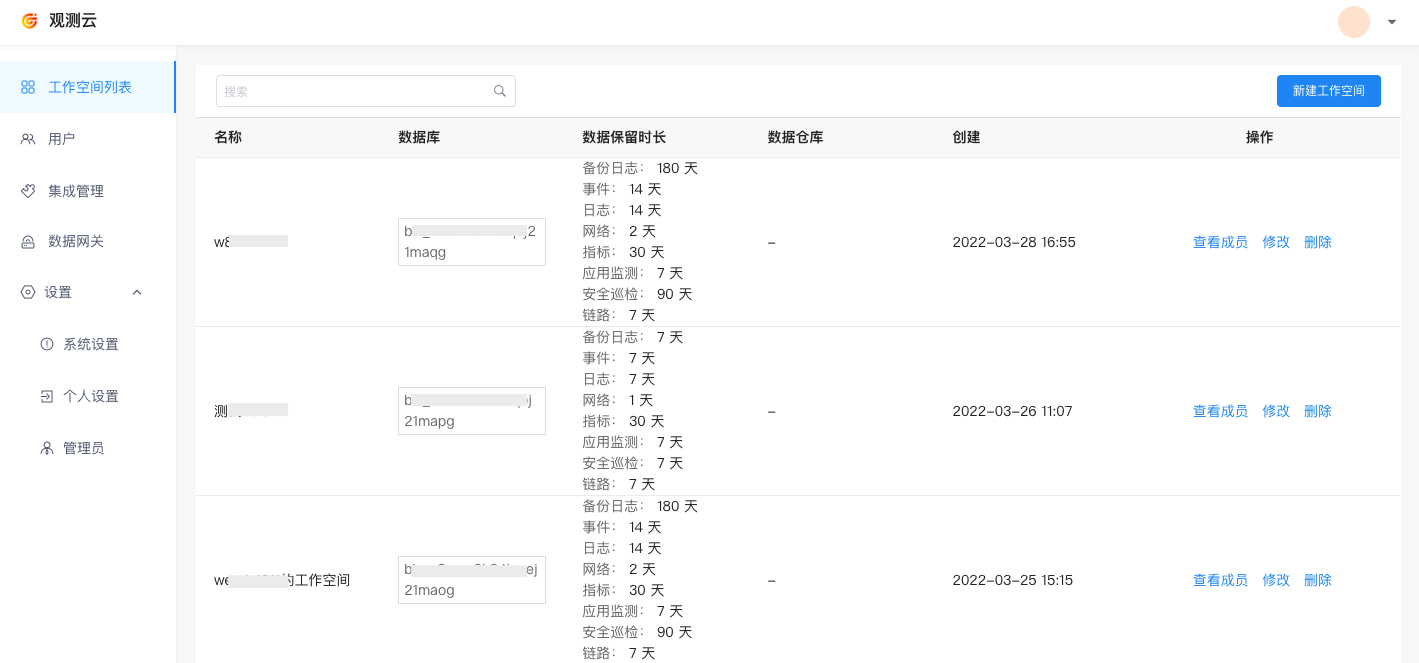 观测云
工作空间列表
用户
集成管理
数据网关
设置
系统设置
个人设置
管理员
搜索
新建工作空间
名称 数据库 数据保留时长 数据仓库 创建 操作
备份日志： 180 天
事件： 14 天
日志： 14 天
网络： 2 天
指标： 30 天
应用监测： 7 天
安全巡检： 90 天
链路： 7 天
1maqg
–
2022-03-28 16:55
查看成员 修改 删除
备份日志： 7 天
事件： 7 天
日志： 7 天
网络： 1 天
指标： 30 天
应用监测： 7 天
安全巡检： 7 天
链路： 7 天
21mapg
–
2022-03-26 11:07
查看成员 修改 删除
的工作空间
21maog
备份日志： 180 天
事件： 14 天
日志： 14 天
网络： 2 天
指标： 30 天
应用监测： 7 天
安全巡检： 90 天
链路： 7 天
–
2022-03-25 15:15
查看成员 修改 删除